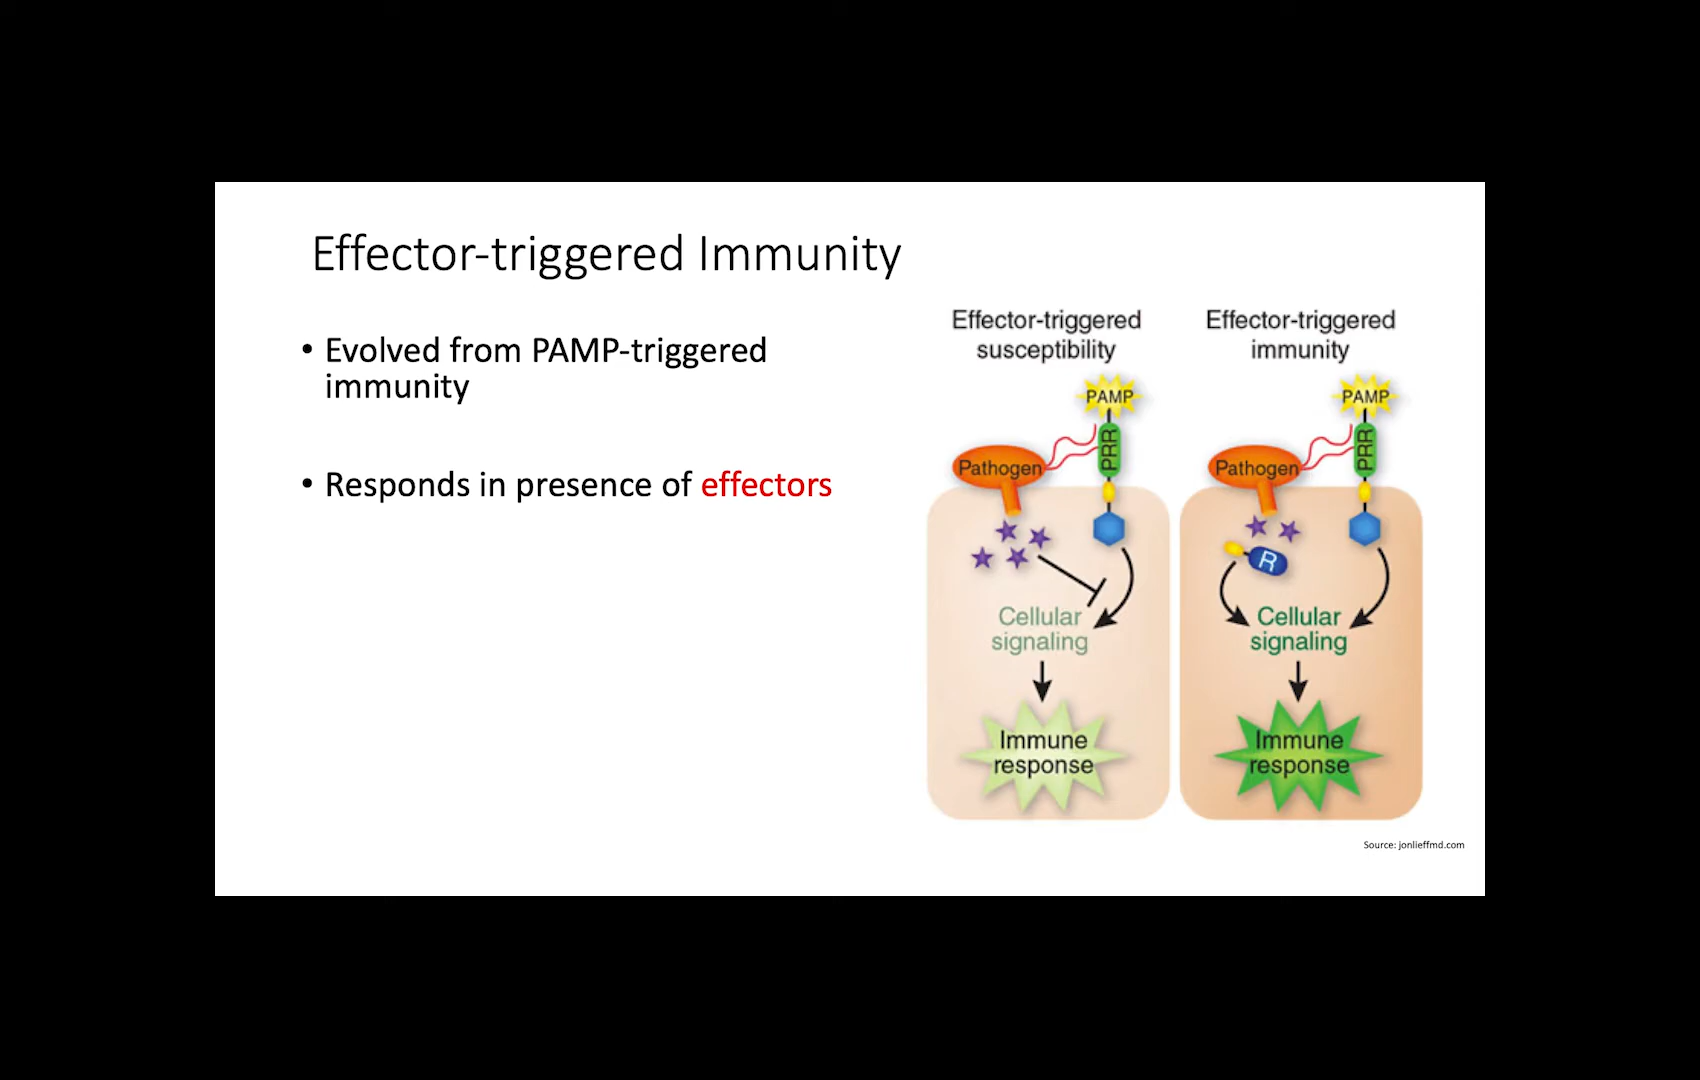 Effector-triggered Immunity
• Evolved from PAMP-triggered
immunity
• Responds in presence of effectors
Effector-triggered
susceptibility
PAMP
PRR
Pathogen
Cellular
signaling
Immune
response
Effector-triggered
immunity
PAMP
PRR
Pathogen
R
Cellular
signaling
Immune
response
Source: jonlieffmd.com